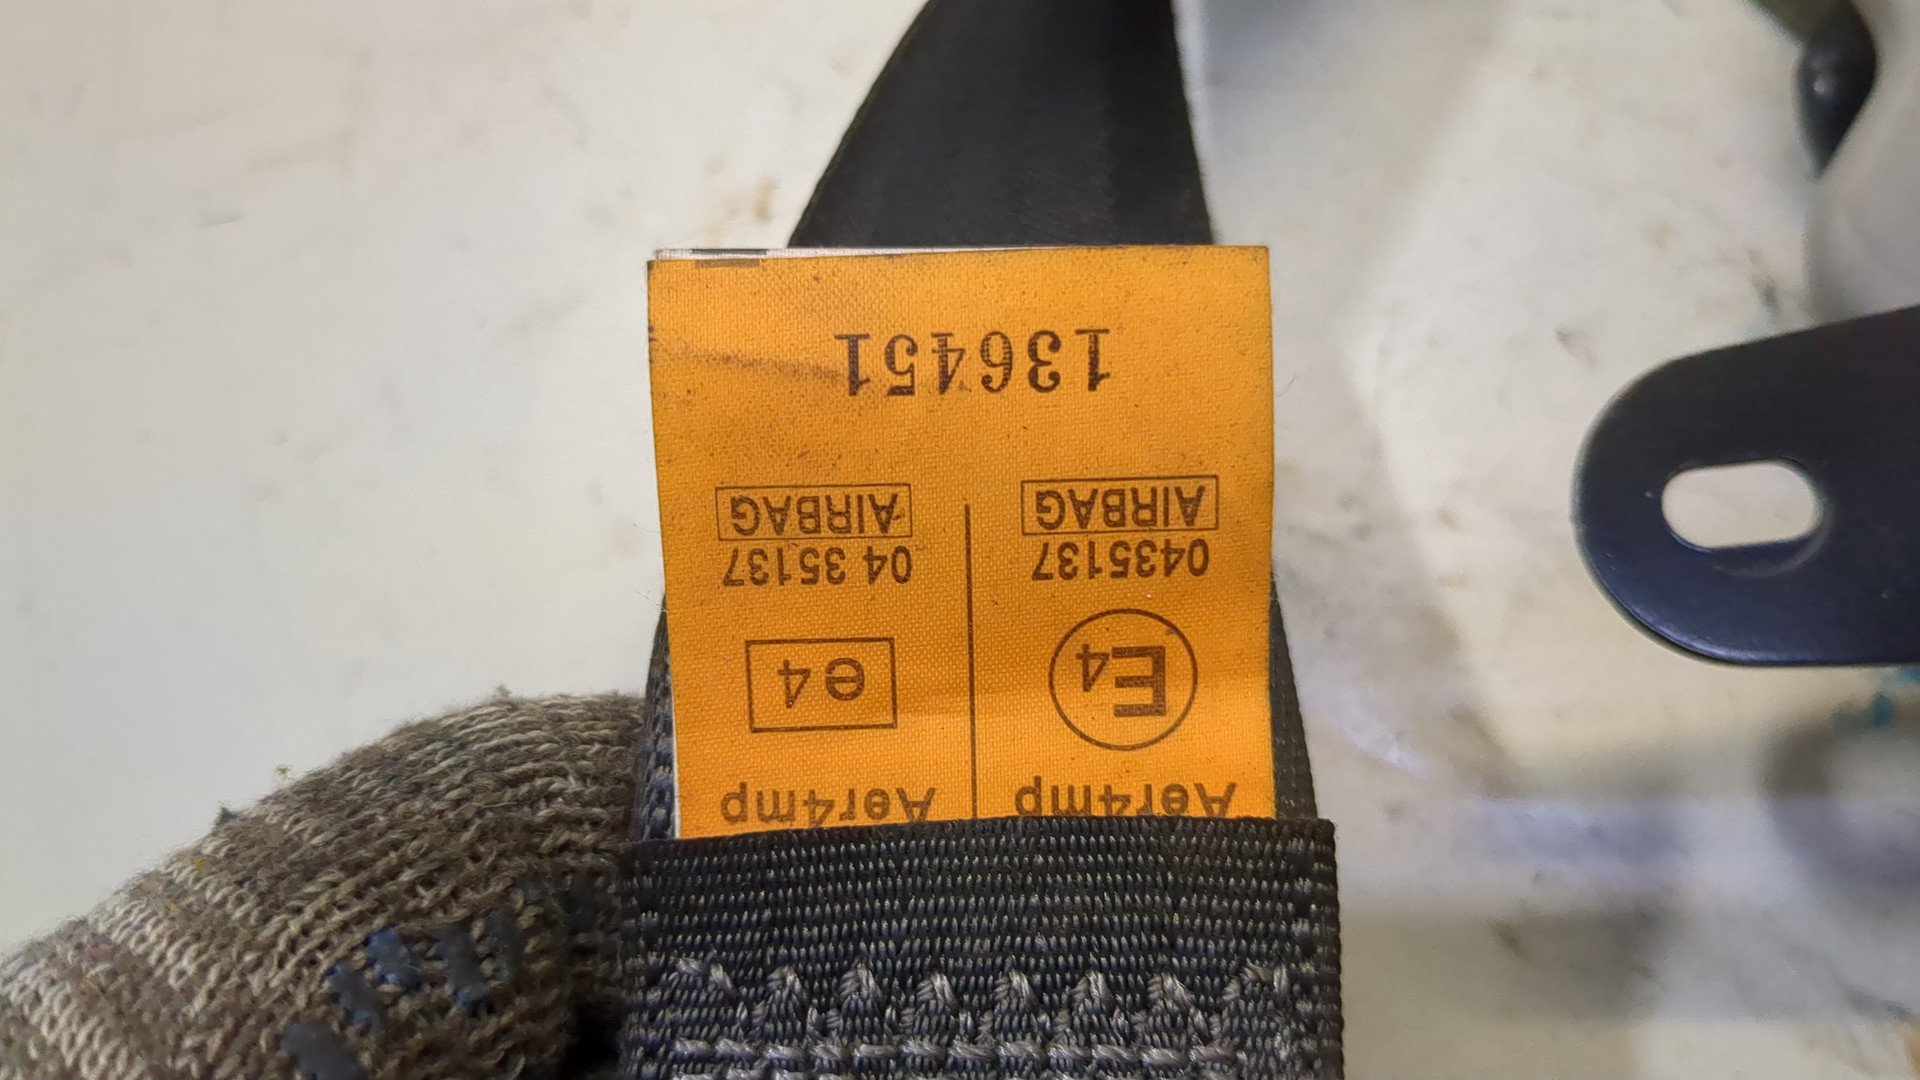 Aer4mp Aer4mp
E4 e4
0435137 04 35137
AIRBAG AIRBAG
136451